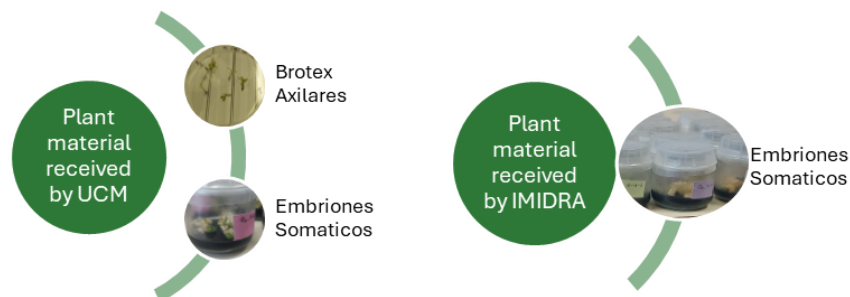 Plant
material
received
by UCM
Brotex
Axilares
Embriones
Somaticos
Plant
material
received
by IMIDRA
Embriones
Somaticos